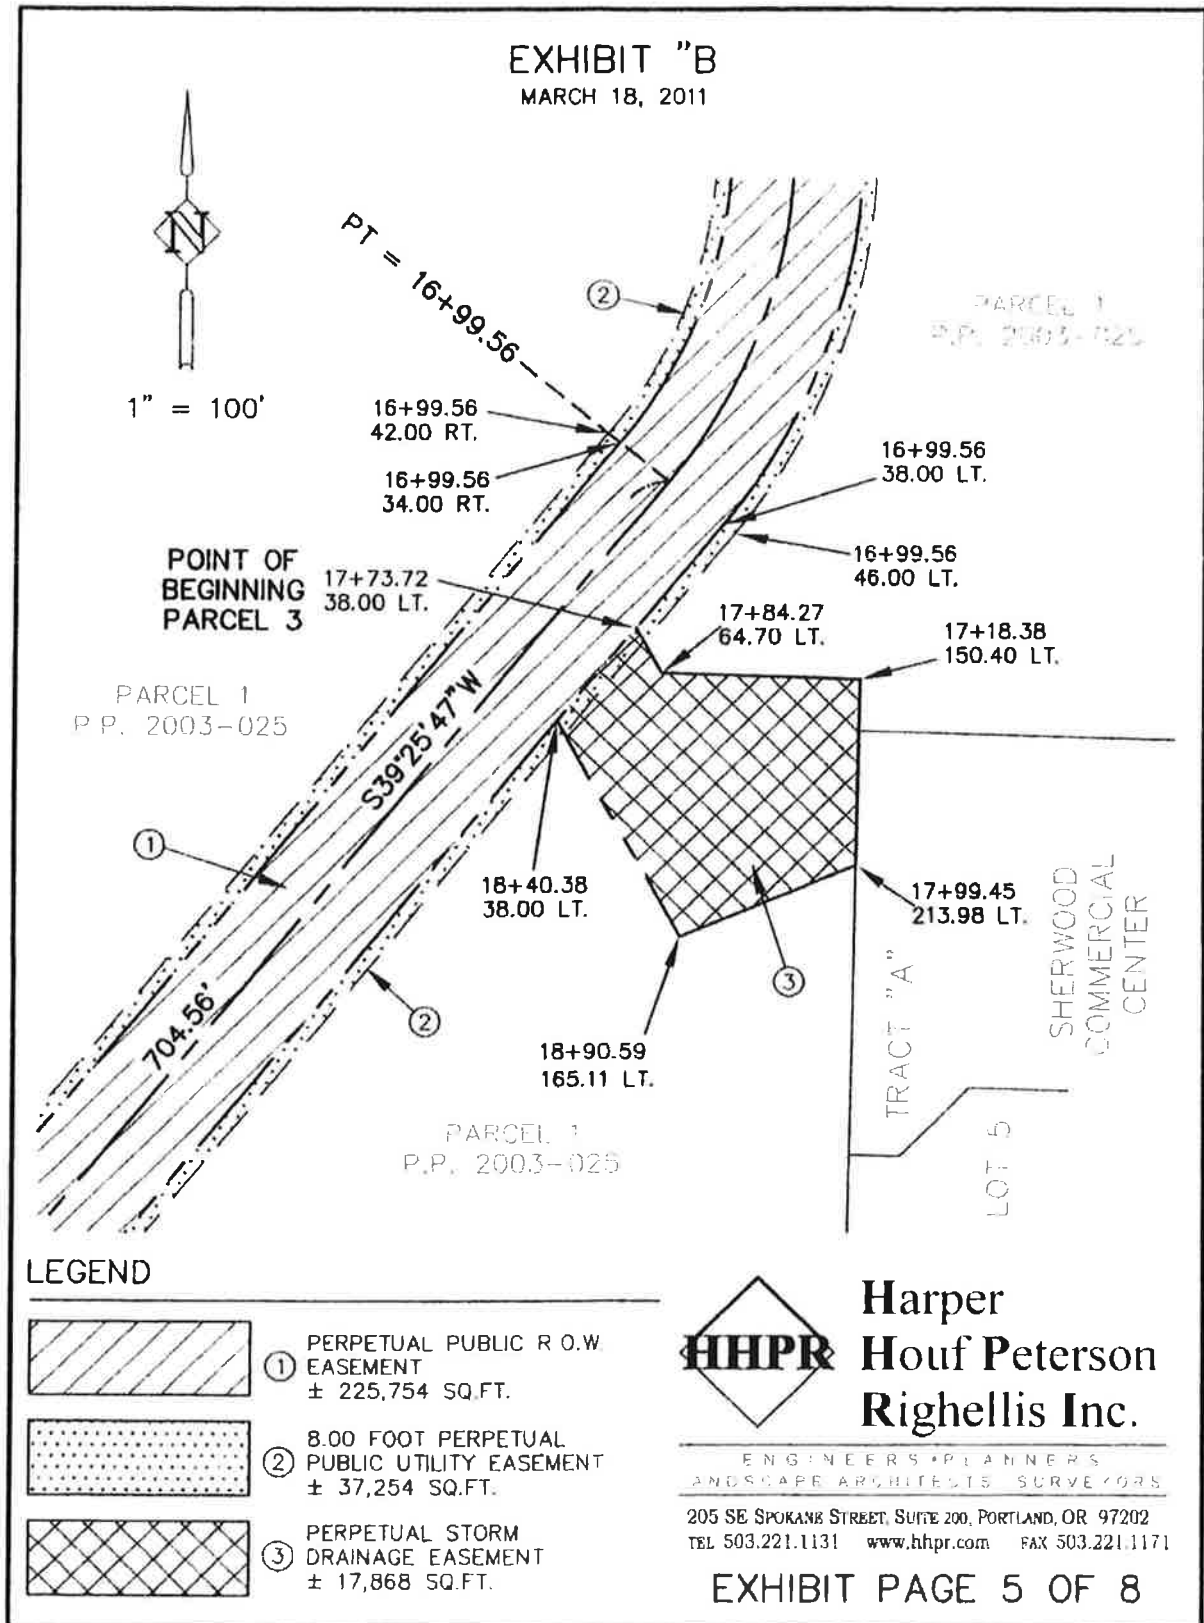 EXHIBIT "B
MARCH 18, 2011
N
1" = 100'
PT = 16+99.56
2
PARCEL 1
P.P. 2003-025
16+99.56
42.00 RT.
16+99.56
34.00 RT.
16+99.56
38.00 LT.
16+99.56
46.00 LT.
POINT OF
BEGINNING
PARCEL 3
17+73.72
38.00 LT.
17+84.27
64.70 LT.
17+18.38
150.40 LT.
PARCEL 1
P.P. 2003-025
S39°25'47"W
1
18+40.38
38.00 LT.
17+99.45
213.98 LT.
SHERWOOD
COMMERCIAL
CENTER
TRACT "A"
3
2
704.56'
18+90.59
165.11 LT.
PARCEL 1
P.P. 2003-025
LOT 5
LEGEND
1 PERPETUAL PUBLIC R O.W.
EASEMENT
± 225,754 SQ.FT.
2 8.00 FOOT PERPETUAL
PUBLIC UTILITY EASEMENT
± 37,254 SQ.FT.
3 PERPETUAL STORM
DRAINAGE EASEMENT
± 17,868 SQ.FT.
HHPR
Harper
Houf Peterson
Righellis Inc.
ENGINEERS•PLANNERS
ANDSCAPE ARCHITECTS SURVEYORS
205 SE SPOKANE STREET, SUITE 200, PORTLAND, OR 97202
TEL 503.221.1131 www.hhpr.com FAX 503.221.1171
EXHIBIT PAGE 5 OF 8